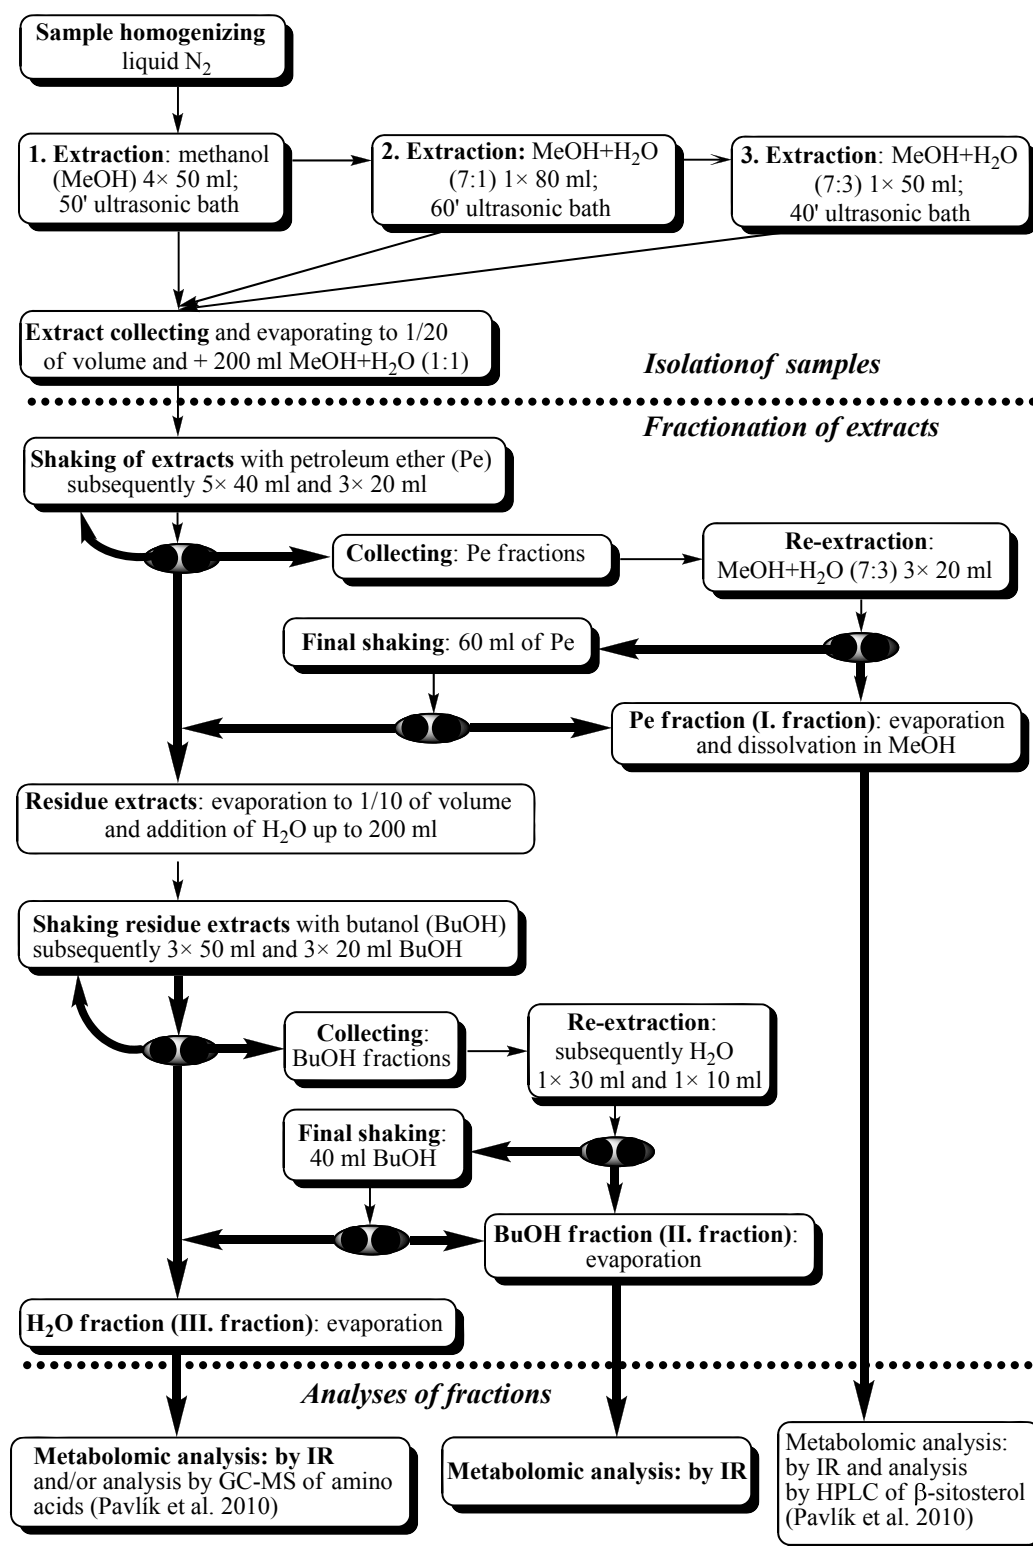 Sample homogenizing
liquid N₂
1. Extraction: methanol
(MeOH) 4× 50 ml;
50' ultrasonic bath
2. Extraction: MeOH+H₂O
(7:1) 1× 80 ml;
60' ultrasonic bath
3. Extraction: MeOH+H₂O
(7:3) 1× 50 ml;
40' ultrasonic bath
Extract collecting and evaporating to 1/20
of volume and + 200 ml MeOH+H₂O (1:1)
Isolationof samples
Fractionation of extracts
Shaking of extracts with petroleum ether (Pe)
subsequently 5× 40 ml and 3× 20 ml
Collecting: Pe fractions
Re-extraction:
MeOH+H₂O (7:3) 3× 20 ml
Final shaking: 60 ml of Pe
Pe fraction (I. fraction): evaporation
and dissolvation in MeOH
Residue extracts: evaporation to 1/10 of volume
and addition of H₂O up to 200 ml
Shaking residue extracts with butanol (BuOH)
subsequently 3× 50 ml and 3× 20 ml BuOH
Collecting:
BuOH fractions
Re-extraction:
subsequently H₂O
1× 30 ml and 1× 10 ml
Final shaking:
40 ml BuOH
BuOH fraction (II. fraction):
evaporation
H₂O fraction (III. fraction): evaporation
Analyses of fractions
Metabolomic analysis: by IR
and/or analysis by GC-MS of amino
acids (Pavlík et al. 2010)
Metabolomic analysis: by IR
Metabolomic analysis:
by IR and analysis
by HPLC of β-sitosterol
(Pavlík et al. 2010)